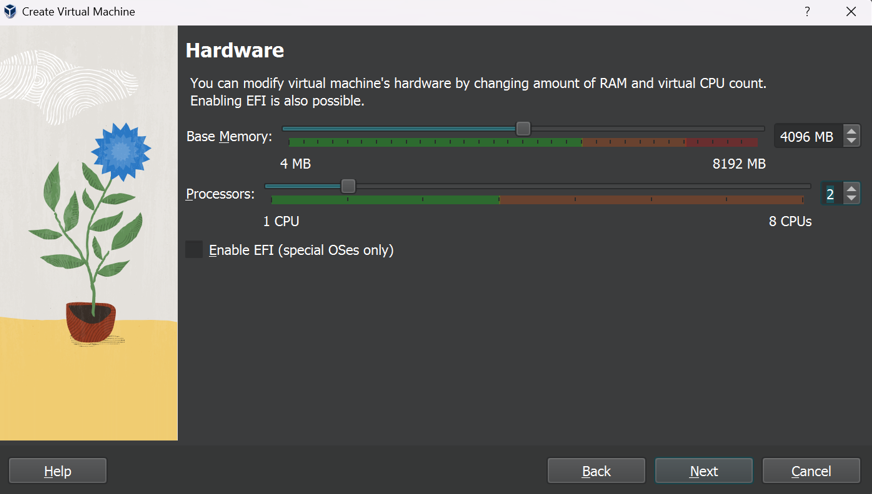 Create Virtual Machine
?
Hardware
You can modify virtual machine's hardware by changing amount of RAM and virtual CPU count.
Enabling EFI is also possible.
Base Memory:
4096 MB
4 MB
8192 MB
Processors:
2
1 CPU
8 CPUs
Enable EFI (special OSes only)
Help
Back
Next
Cancel